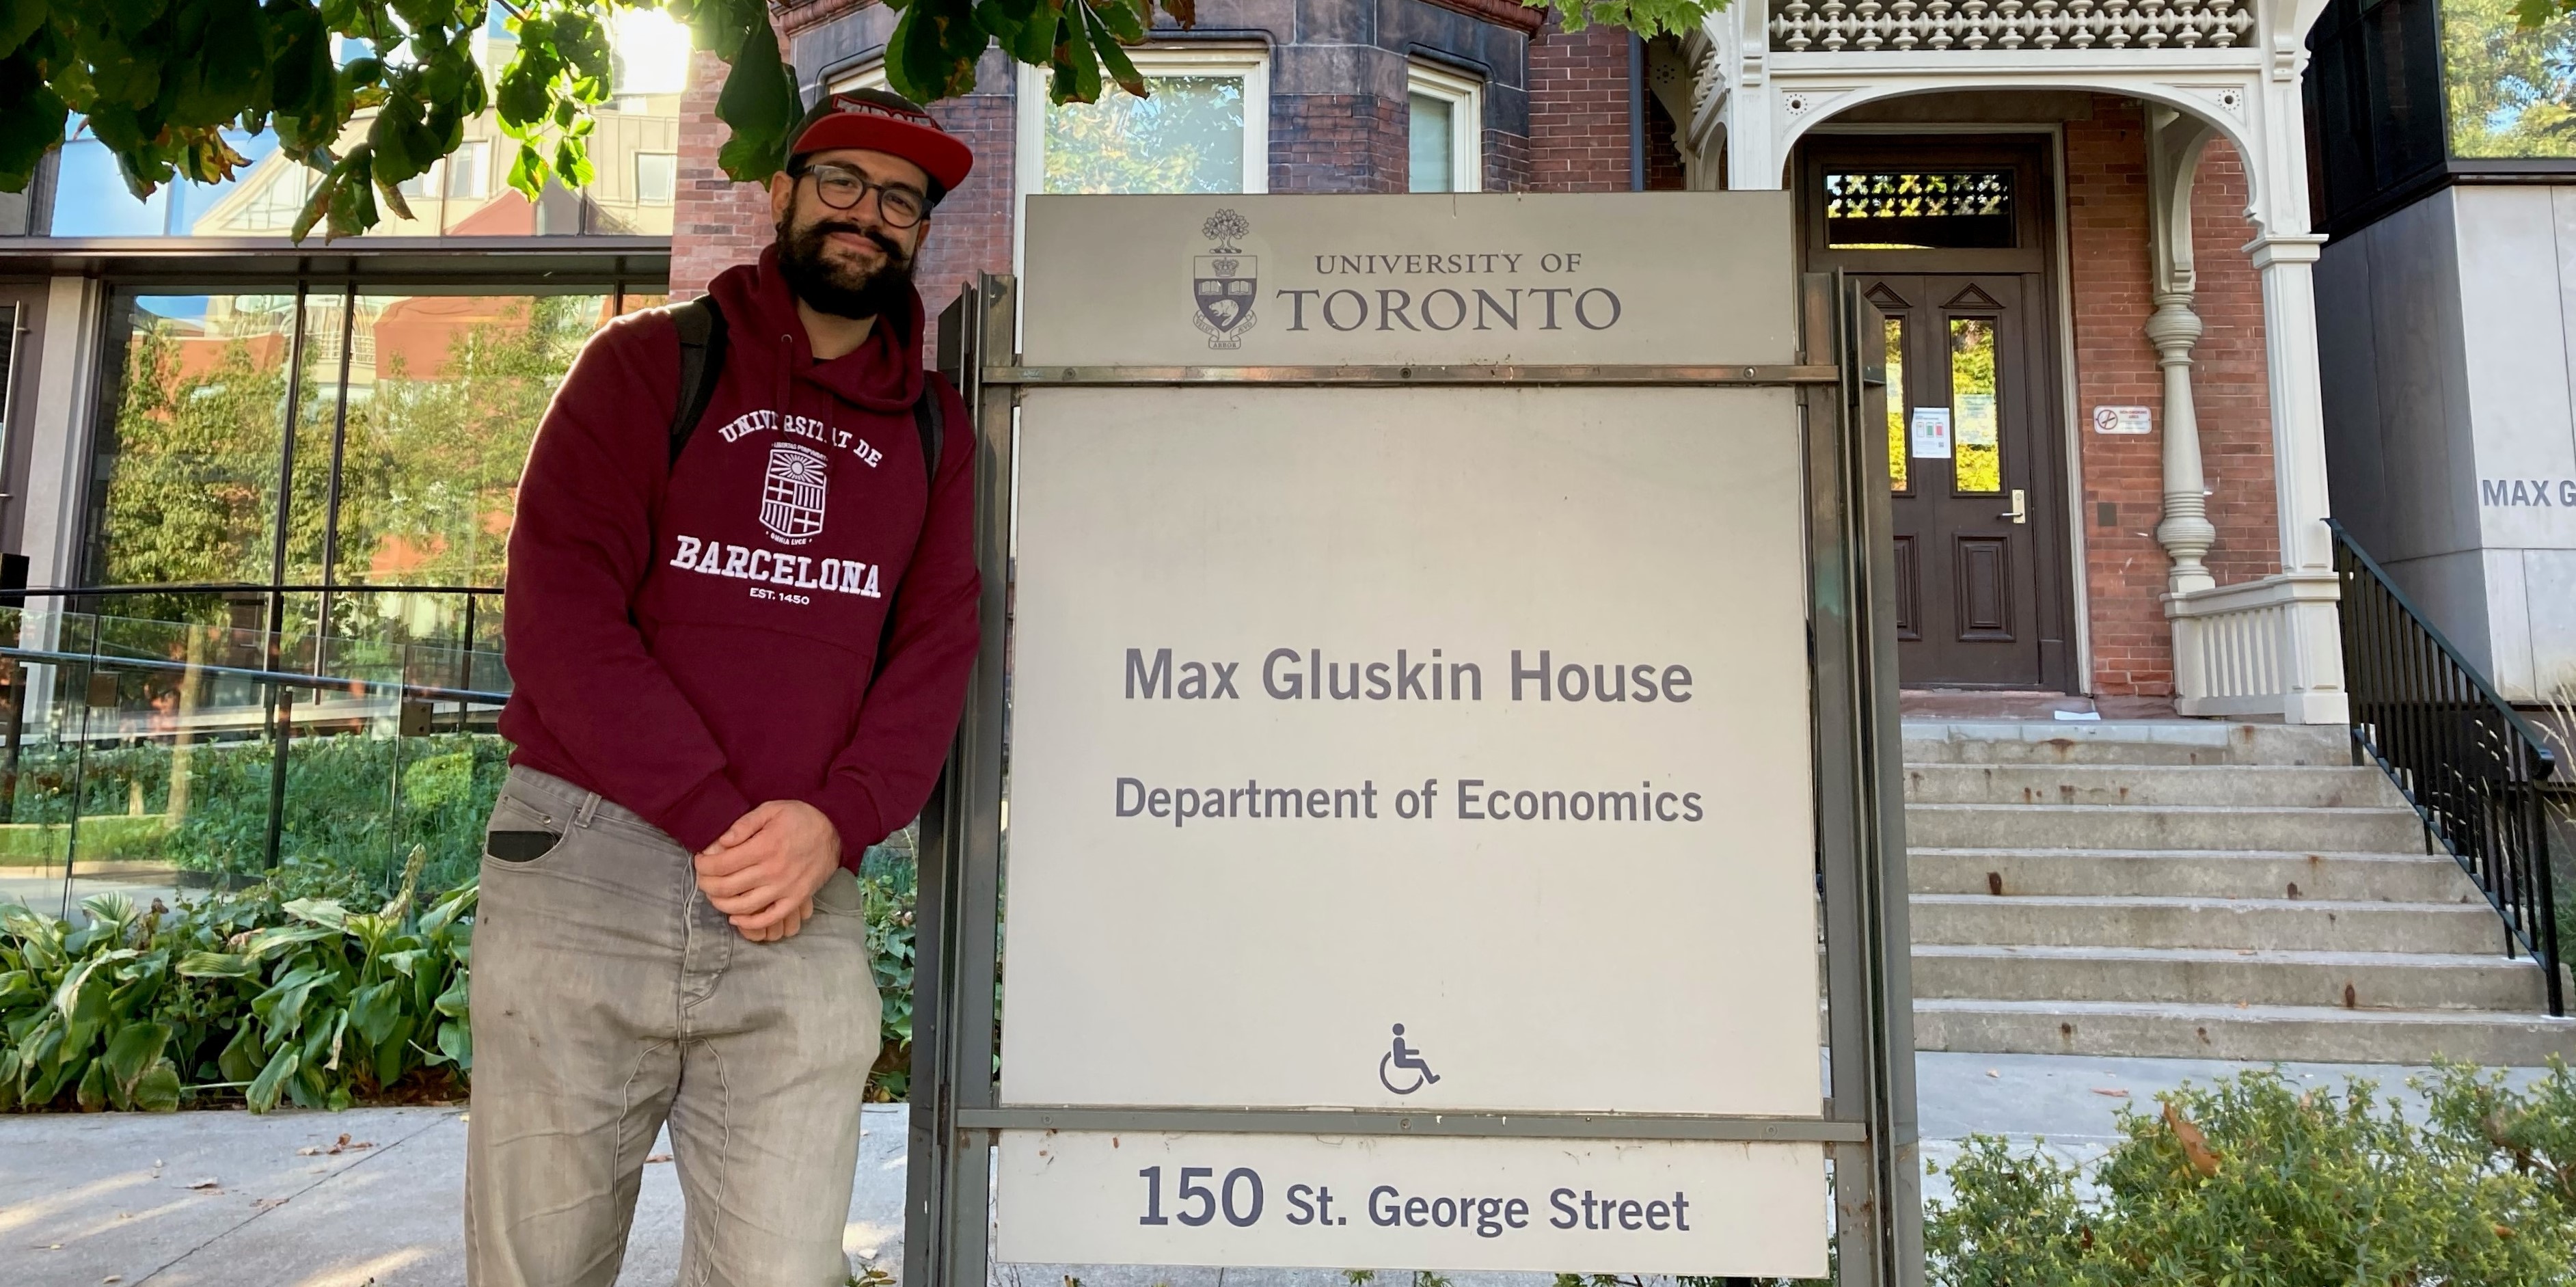 UNIVERSITAT DE
BARCELONA
EST. 1450
UNIVERSITY OF
TORONTO
Max Gluskin House
Department of Economics
150 St. George Street
MAX G